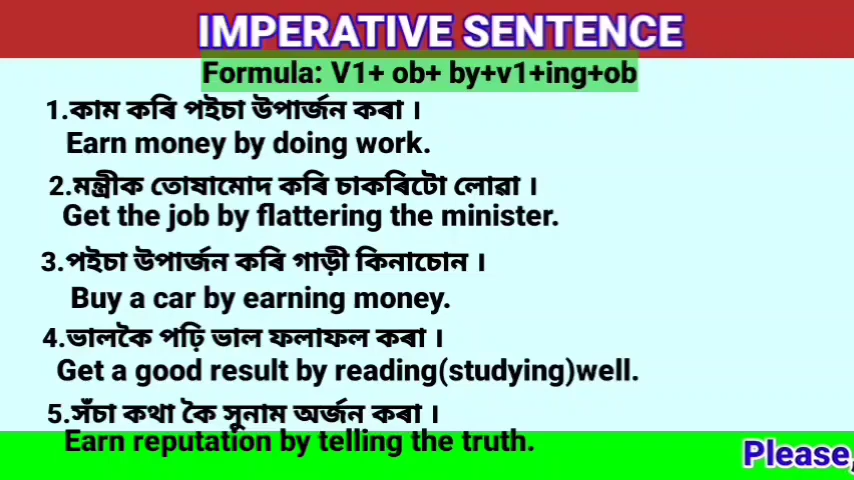 IMPERATIVE SENTENCE
Formula: V1+ ob+ by+v1+ing+ob
1.কাম কৰি পইচা উপাৰ্জন কৰা ।
Earn money by doing work.
2.মন্ত্ৰীক তোষামোদ কৰি চাকৰিটো লোৱা ।
Get the job by flattering the minister.
3.পইচা উপাৰ্জন কৰি গাড়ী কিনাচোন ।
Buy a car by earning money.
4.ভালকৈ পঢ়ি ভাল ফলাফল কৰা ।
Get a good result by reading(studying)well.
5.সঁচা কথা কৈ সুনাম অৰ্জন কৰা ।
Earn reputation by telling the truth.
Please,